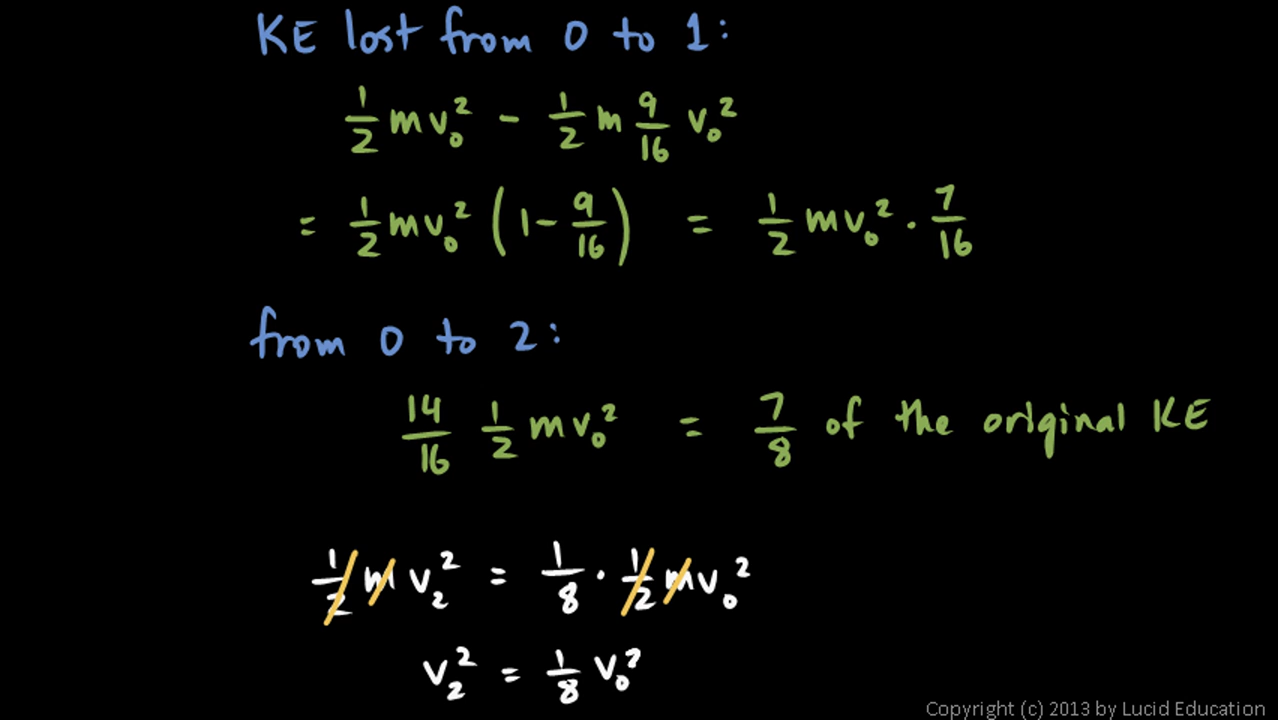 KE lost from 0 to 1:
1/2 mv₀² - 1/2 m 9/16 v₀²
= 1/2 mv₀² (1 - 9/16) = 1/2 mv₀² · 7/16
from 0 to 2:
14/16 1/2 mv₀² = 7/8 of the original KE
1/2 m v₂² = 1/8 · 1/2 m v₀²
v₂² = 1/8 v₀²
Copyright (c) 2013 by Lucid Education